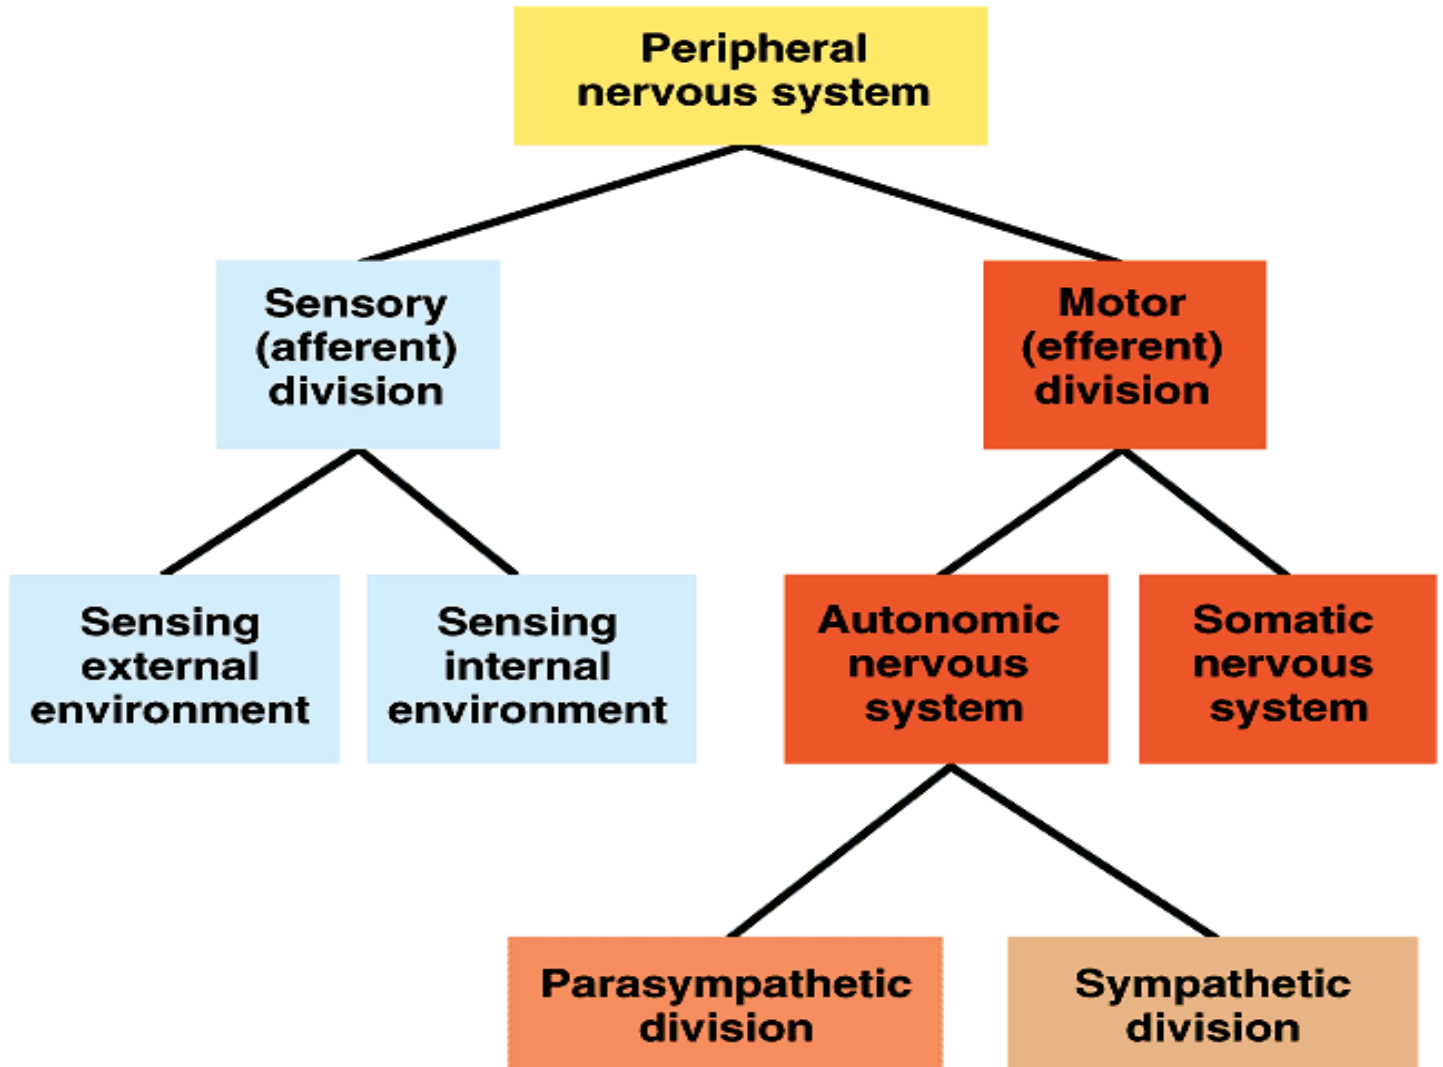 Peripheral
nervous system
Sensory
(afferent)
division
Motor
(efferent)
division
Sensing
external
environment
Sensing
internal
environment
Autonomic
nervous
system
Somatic
nervous
system
Parasympathetic
division
Sympathetic
division